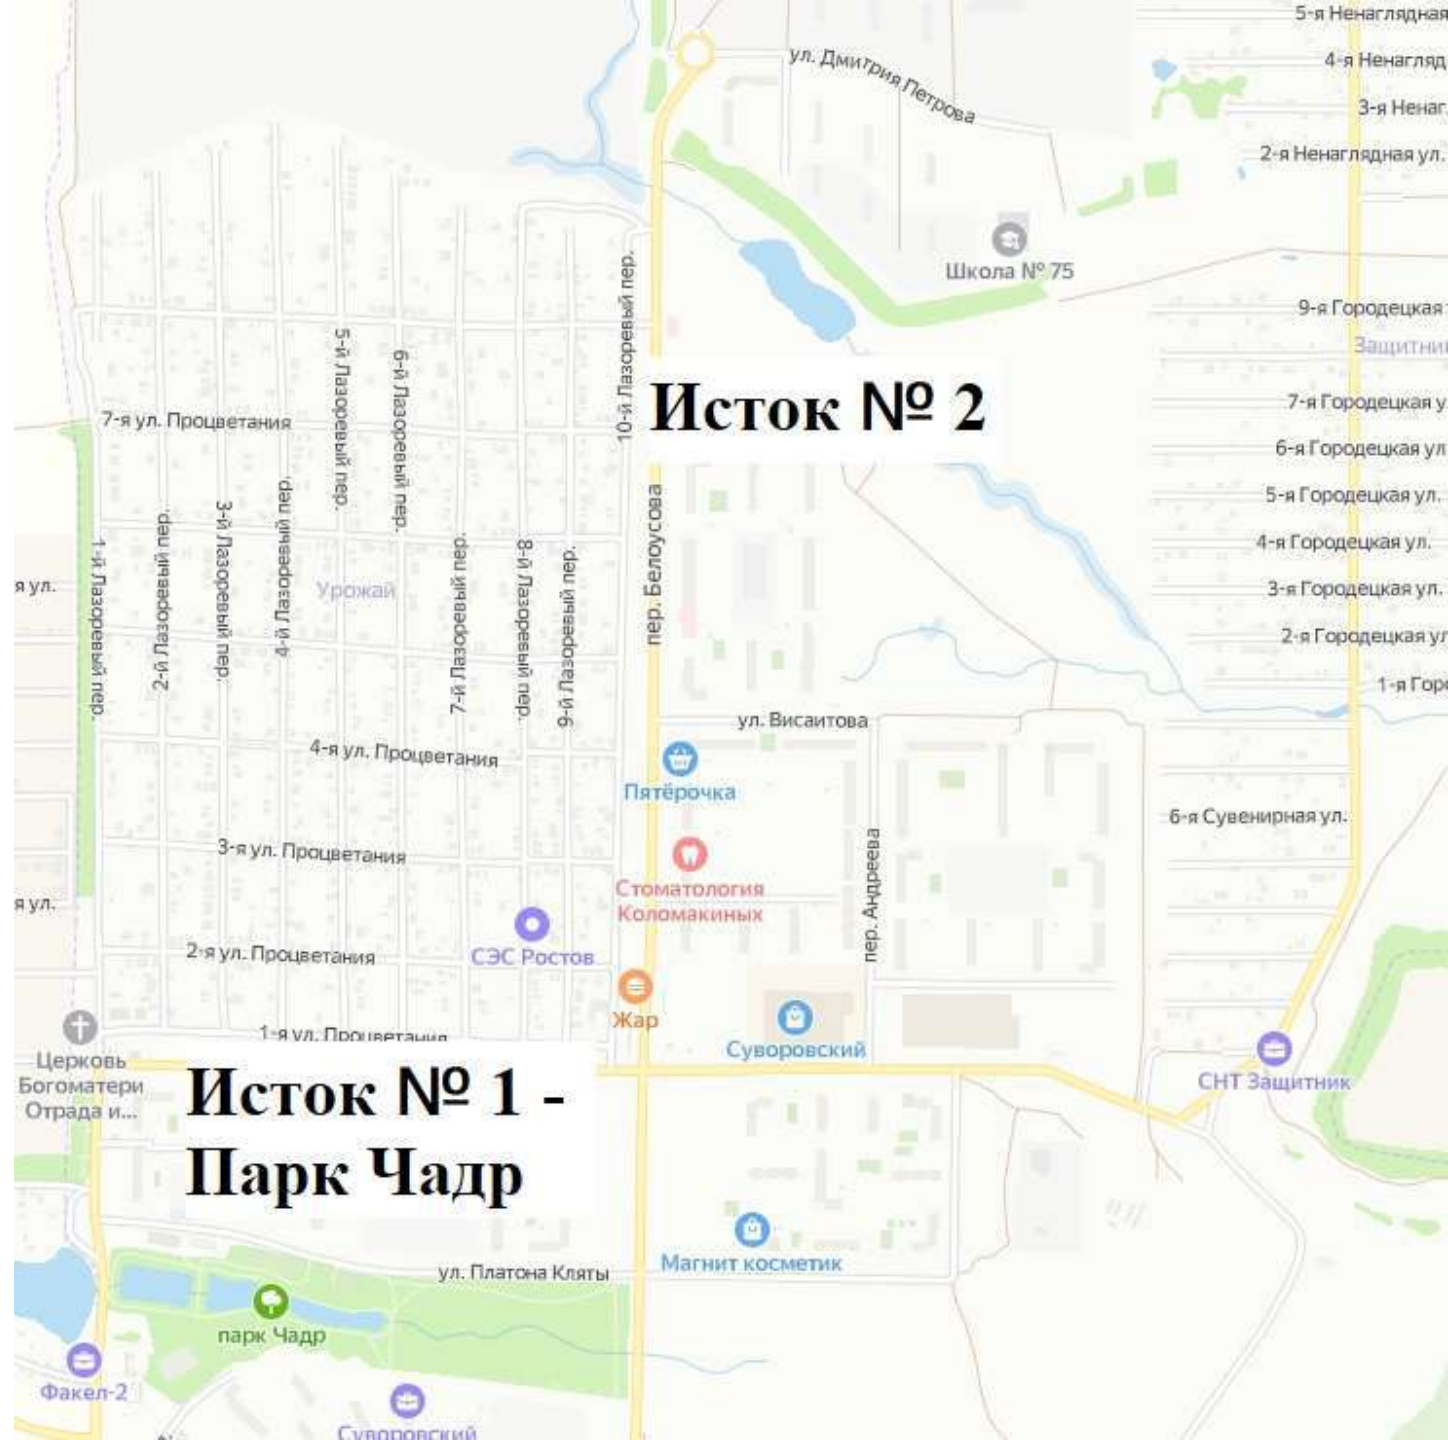 5-я Ненаглядная
ул. Дмитрия Петрова
4-я Ненагляд
3-я Ненаг.
2-я Ненаглядная ул.
Школа № 75
10-й Лазоревый пер.
9-я Городецкая
Защитник
5-й Лазоревый пер.
6-й Лазоревый пер.
Исток № 2
7-я Городецкая у
7-я ул. Процветания
6-я Городецкая ул
5-я Городецкая ул.
4-я Городецкая ул.
1-й Лазоревый пер.
2-й Лазоревый пер.
3-й Лазоревый пер.
4-й Лазоревый пер.
7-й Лазоревый пер.
8-й Лазоревый пер.
9-й Лазоревый пер.
пер. Белоусова
я ул.
Урожай
3-я Городецкая ул.
2-я Городецкая ул
1-я Горо
ул. Висаитова
4-я ул. Процветания
Пятёрочка
6-я Сувенирная ул.
3-я ул. Процветания
Стоматология
Коломакиных
пер. Андреева
я ул.
2-я ул. Процветания
СЭС Ростов
Жар
1-я ул. Процветания
Суворовский
Церковь
Богоматери
Отрада и...
СНТ Защитник
Исток № 1 -
Парк Чадр
Магнит косметик
ул. Платона Кляты
парк Чадр
Факел-2
Суворовский